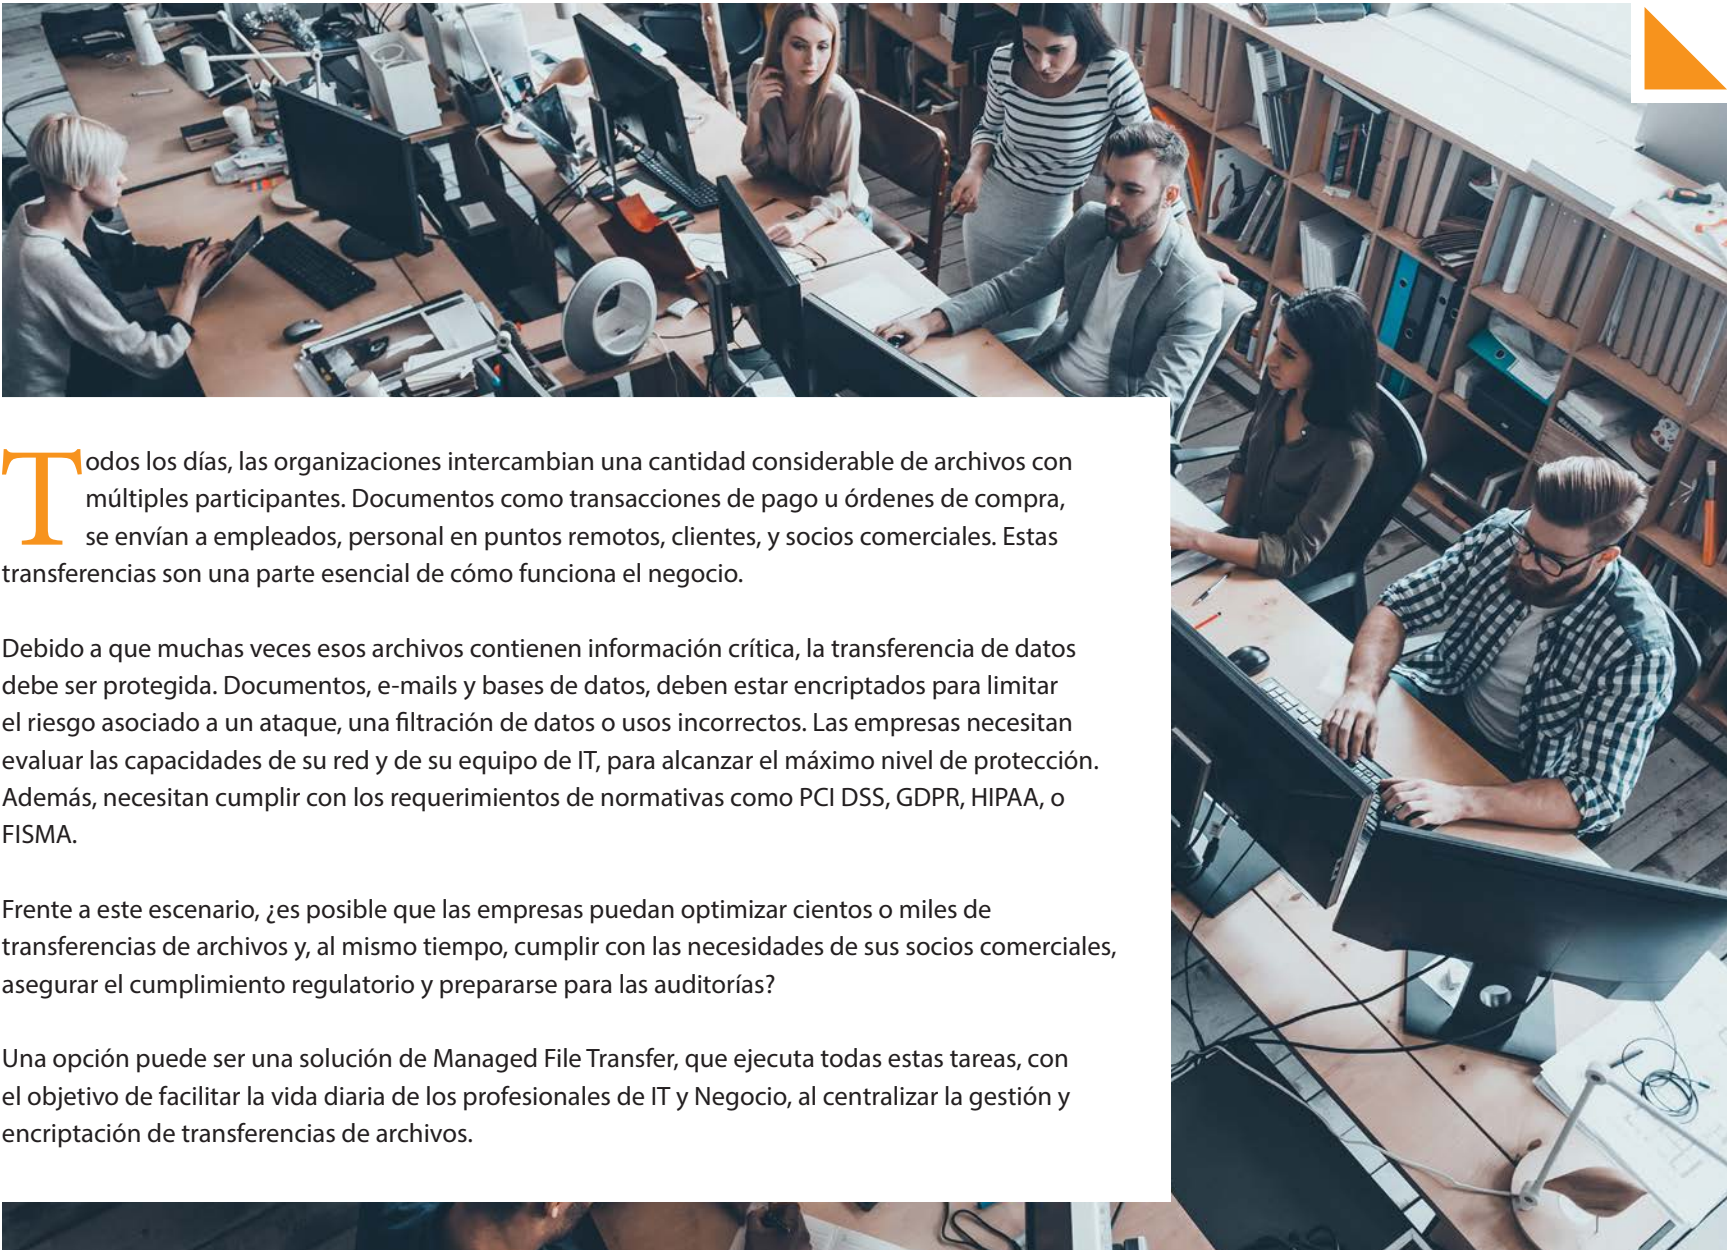 Todos los días, las organizaciones intercambian una cantidad considerable de archivos con
múltiples participantes. Documentos como transacciones de pago u órdenes de compra,
se envían a empleados, personal en puntos remotos, clientes, y socios comerciales. Estas
transferencias son una parte esencial de cómo funciona el negocio.
Debido a que muchas veces esos archivos contienen información crítica, la transferencia de datos
debe ser protegida. Documentos, e-mails y bases de datos, deben estar encriptados para limitar
el riesgo asociado a un ataque, una filtración de datos o usos incorrectos. Las empresas necesitan
evaluar las capacidades de su red y de su equipo de IT, para alcanzar el máximo nivel de protección.
Además, necesitan cumplir con los requerimientos de normativas como PCI DSS, GDPR, HIPAA, o
FISMA.
Frente a este escenario, ¿es posible que las empresas puedan optimizar cientos o miles de
transferencias de archivos y, al mismo tiempo, cumplir con las necesidades de sus socios comerciales,
asegurar el cumplimiento regulatorio y prepararse para las auditorías?
Una opción puede ser una solución de Managed File Transfer, que ejecuta todas estas tareas, con
el objetivo de facilitar la vida diaria de los profesionales de IT y Negocio, al centralizar la gestión y
encriptación de transferencias de archivos.